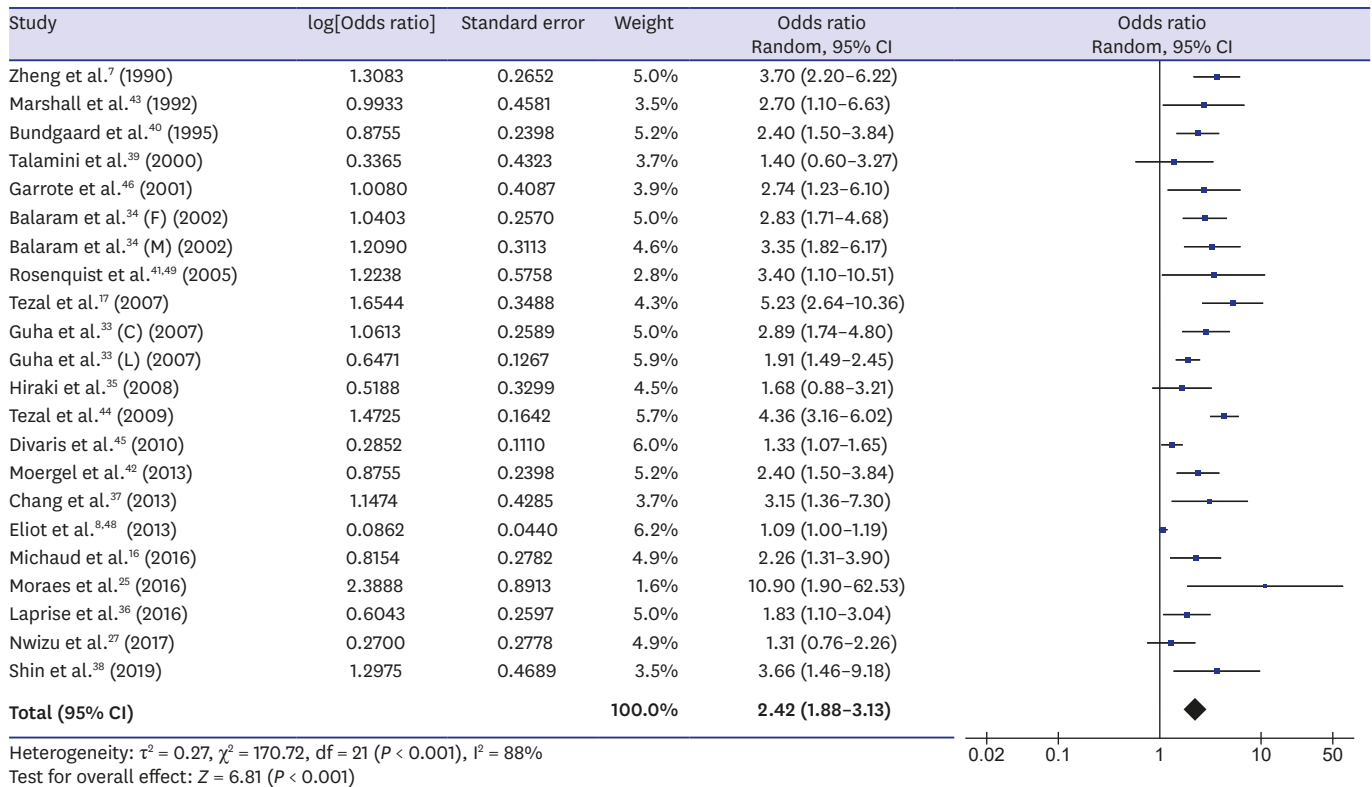 Study log[Odds ratio] Standard error Weight Odds ratio Random, 95% CI Odds ratio Random, 95% CI
Zheng et al.⁷ (1990) 1.3083 0.2652 5.0% 3.70 (2.20–6.22)
Marshall et al.⁴³ (1992) 0.9933 0.4581 3.5% 2.70 (1.10–6.63)
Bundgaard et al.⁴⁰ (1995) 0.8755 0.2398 5.2% 2.40 (1.50–3.84)
Talamini et al.³⁹ (2000) 0.3365 0.4323 3.7% 1.40 (0.60–3.27)
Garrote et al.⁴⁶ (2001) 1.0080 0.4087 3.9% 2.74 (1.23–6.10)
Balaram et al.³⁴ (F) (2002) 1.0403 0.2570 5.0% 2.83 (1.71–4.68)
Balaram et al.³⁴ (M) (2002) 1.2090 0.3113 4.6% 3.35 (1.82–6.17)
Rosenquist et al.⁴¹,⁴⁹ (2005) 1.2238 0.5758 2.8% 3.40 (1.10–10.51)
Tezal et al.¹⁷ (2007) 1.6544 0.3488 4.3% 5.23 (2.64–10.36)
Guha et al.³³ (C) (2007) 1.0613 0.2589 5.0% 2.89 (1.74–4.80)
Guha et al.³³ (L) (2007) 0.6471 0.1267 5.9% 1.91 (1.49–2.45)
Hiraki et al.³⁵ (2008) 0.5188 0.3299 4.5% 1.68 (0.88–3.21)
Tezal et al.⁴⁴ (2009) 1.4725 0.1642 5.7% 4.36 (3.16–6.02)
Divaris et al.⁴⁵ (2010) 0.2852 0.1110 6.0% 1.33 (1.07–1.65)
Moergel et al.⁴² (2013) 0.8755 0.2398 5.2% 2.40 (1.50–3.84)
Chang et al.³⁷ (2013) 1.1474 0.4285 3.7% 3.15 (1.36–7.30)
Eliot et al.⁸,⁴⁸ (2013) 0.0862 0.0440 6.2% 1.09 (1.00–1.19)
Michaud et al.¹⁶ (2016) 0.8154 0.2782 4.9% 2.26 (1.31–3.90)
Moraes et al.²⁵ (2016) 2.3888 0.8913 1.6% 10.90 (1.90–62.53)
Laprise et al.³⁶ (2016) 0.6043 0.2597 5.0% 1.83 (1.10–3.04)
Nwizu et al.²⁷ (2017) 0.2700 0.2778 4.9% 1.31 (0.76–2.26)
Shin et al.³⁸ (2019) 1.2975 0.4689 3.5% 3.66 (1.46–9.18)
Total (95% CI) 100.0% 2.42 (1.88–3.13)
Heterogeneity: τ² = 0.27, χ² = 170.72, df = 21 (P < 0.001), I² = 88%
Test for overall effect: Z = 6.81 (P < 0.001)
0.02 0.1 1 10 50